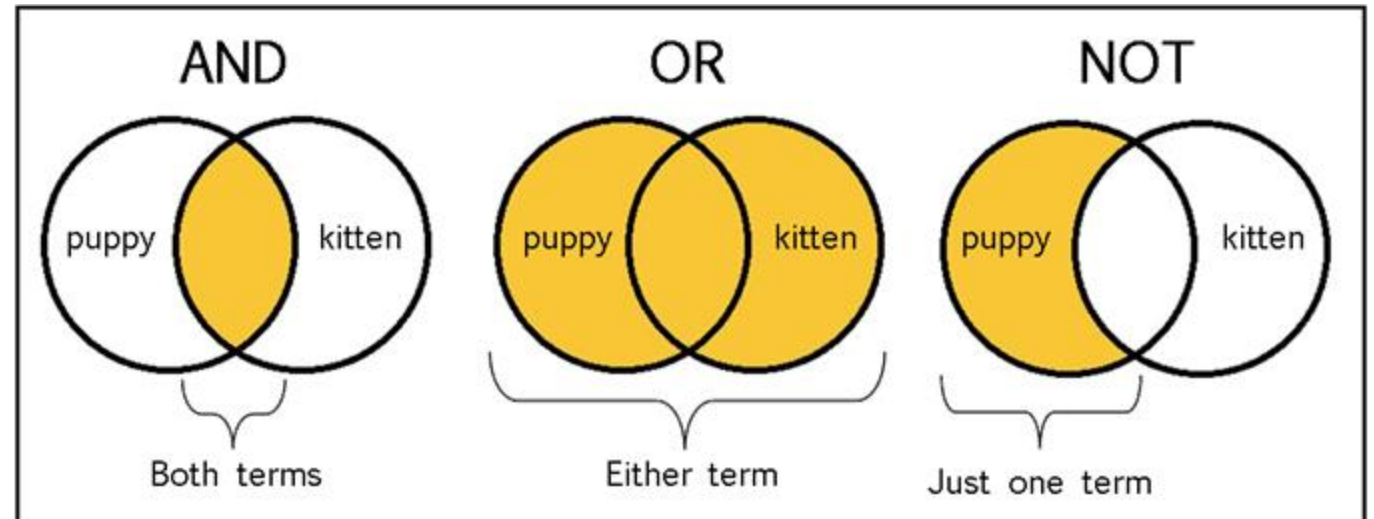 AND
puppy
kitten
Both terms
OR
puppy
kitten
Either term
NOT
puppy
kitten
Just one term